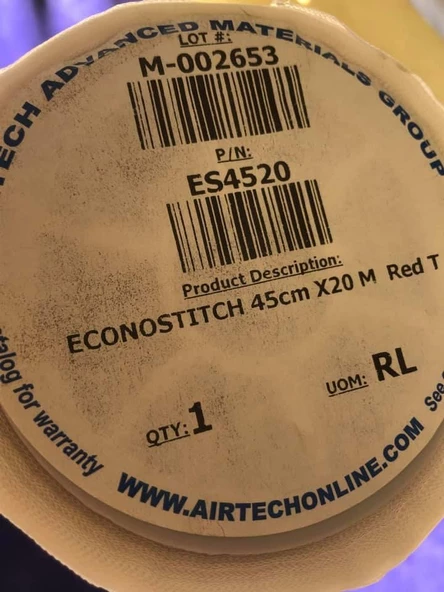 TECH ADVANCED MATERIALS GROUP
LOT #:
M-002653
P/N:
ES4520
Product Description:
ECONOSTITCH 45cm X20 M Red T
QTY: 1
UOM: RL
for warranty
WWW.AIRTECHONLINE.COM
See